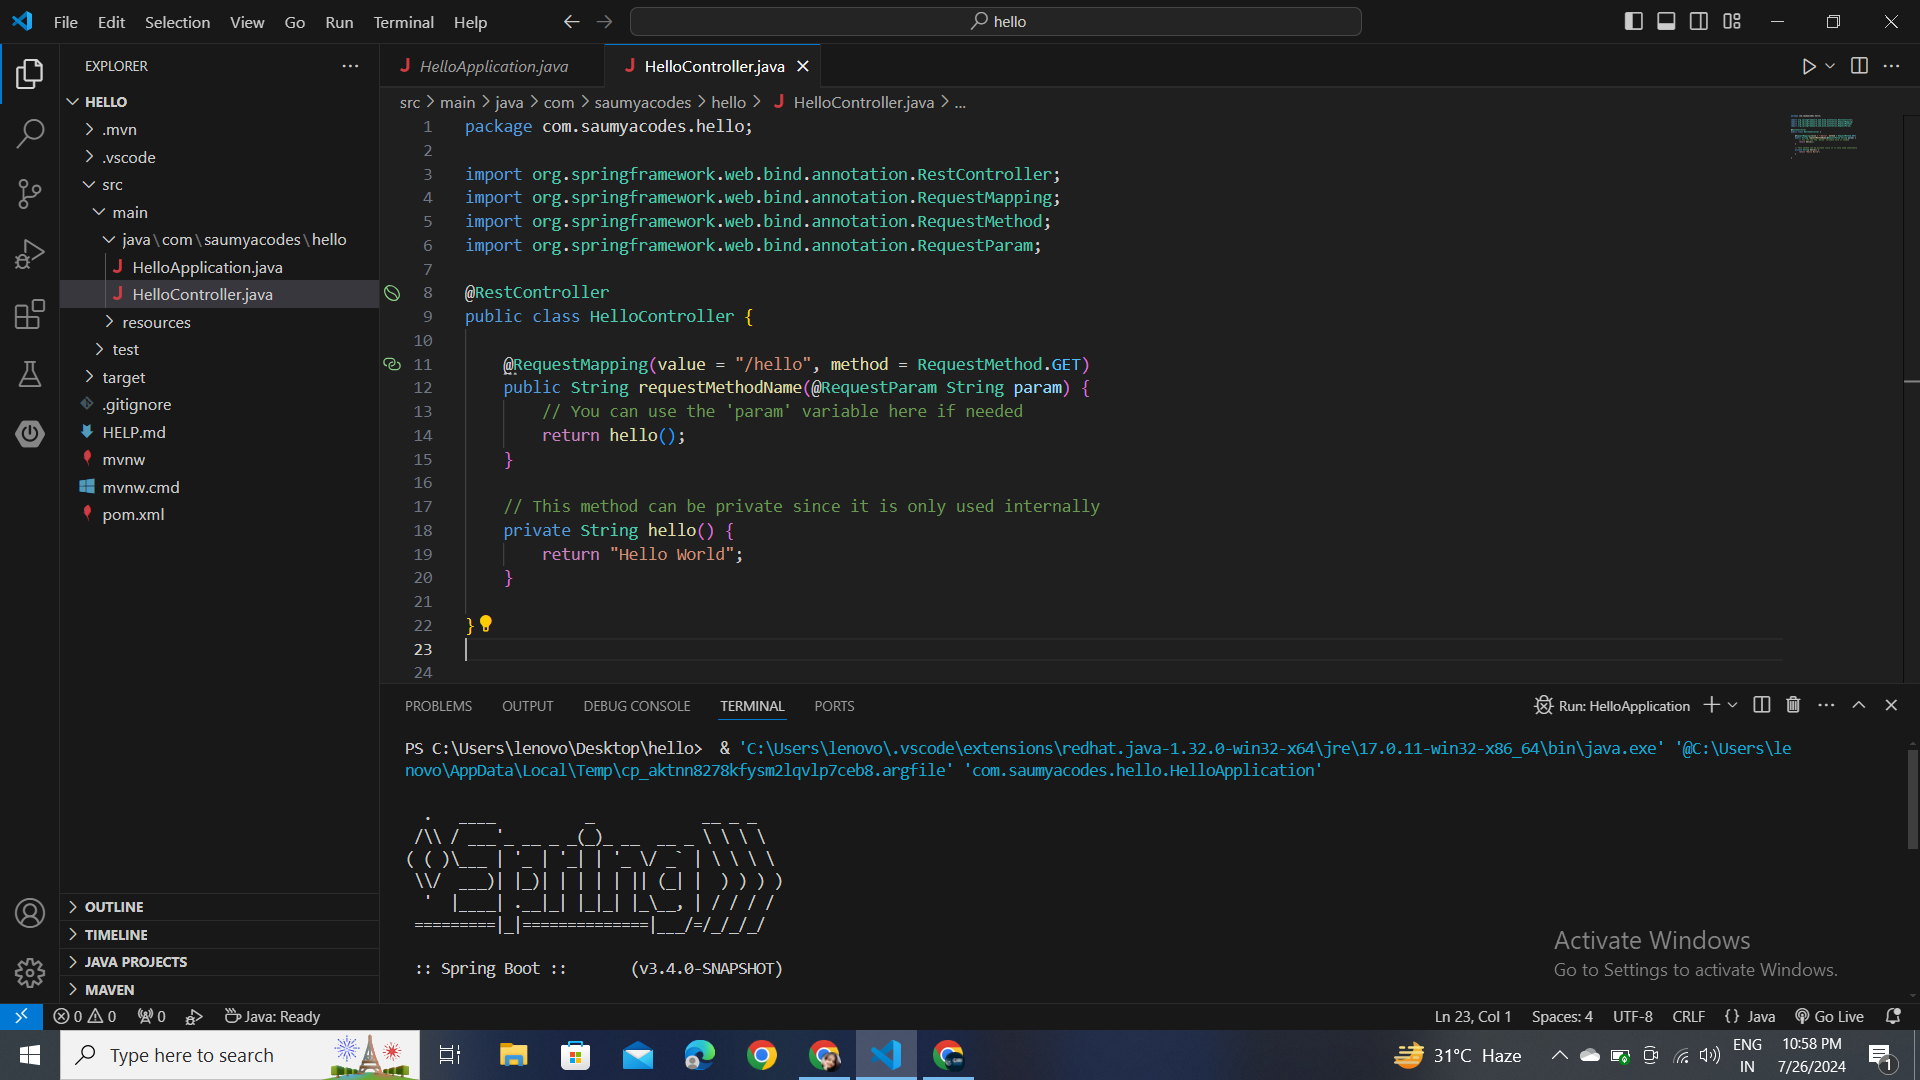 File Edit Selection View Go Run Terminal Help
hello
EXPLORER
HELLO
.mvn
.vscode
src
main
java\com\saumyacodes\hello
HelloApplication.java
HelloController.java
resources
test
target
.gitignore
HELP.md
mvnw
mvnw.cmd
pom.xml
OUTLINE
TIMELINE
JAVA PROJECTS
MAVEN
HelloApplication.java HelloController.java
src > main > java > com > saumyacodes > hello > HelloController.java > ...
1 package com.saumyacodes.hello;
2
3 import org.springframework.web.bind.annotation.RestController;
4 import org.springframework.web.bind.annotation.RequestMapping;
5 import org.springframework.web.bind.annotation.RequestMethod;
6 import org.springframework.web.bind.annotation.RequestParam;
7
8 @RestController
9 public class HelloController {
10
11 @RequestMapping(value = "/hello", method = RequestMethod.GET)
12 public String requestMethodName(@RequestParam String param) {
13 // You can use the 'param' variable here if needed
14 return hello();
15 }
16
17 // This method can be private since it is only used internally
18 private String hello() {
19 return "Hello World";
20 }
21
22 }
23
24
PROBLEMS OUTPUT DEBUG CONSOLE TERMINAL PORTS
Run: HelloApplication
PS C:\Users\lenovo\Desktop\hello>  & 'C:\Users\lenovo\.vscode\extensions\redhat.java-1.32.0-win32-x64\jre\17.0.11-win32-x86_64\bin\java.exe' '@C:\Users\le
novo\AppData\Local\Temp\cp_aktnn8278kfysm2lqvlp7ceb8.argfile' 'com.saumyacodes.hello.HelloApplication'
  .   ____          _            __ _ _
 /\\ / ___'_ __ _ _(_)_ __  __ _ \ \ \ \
( ( )\___ | '_ | '_| | '_ \/ _` | \ \ \ \
 \\/  ___)| |_)| | | | | || (_| |  ) ) ) )
  '  |____| .__|_| |_|_| |_\__, | / / / /
 =========|_|==============|___/=/_/_/_/
:: Spring Boot :: (v3.4.0-SNAPSHOT)
Activate Windows
Go to Settings to activate Windows.
0 0 0 Java: Ready
Ln 23, Col 1 Spaces: 4 UTF-8 CRLF {} Java Go Live
Type here to search
31°C Haze
ENG
IN
10:58 PM
7/26/2024
1